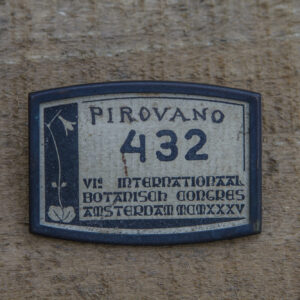 PIROVANO
432
VIe INTERNATIONAAL
BOTANISCH CONGRES
AMSTERDAM MCMXXXV